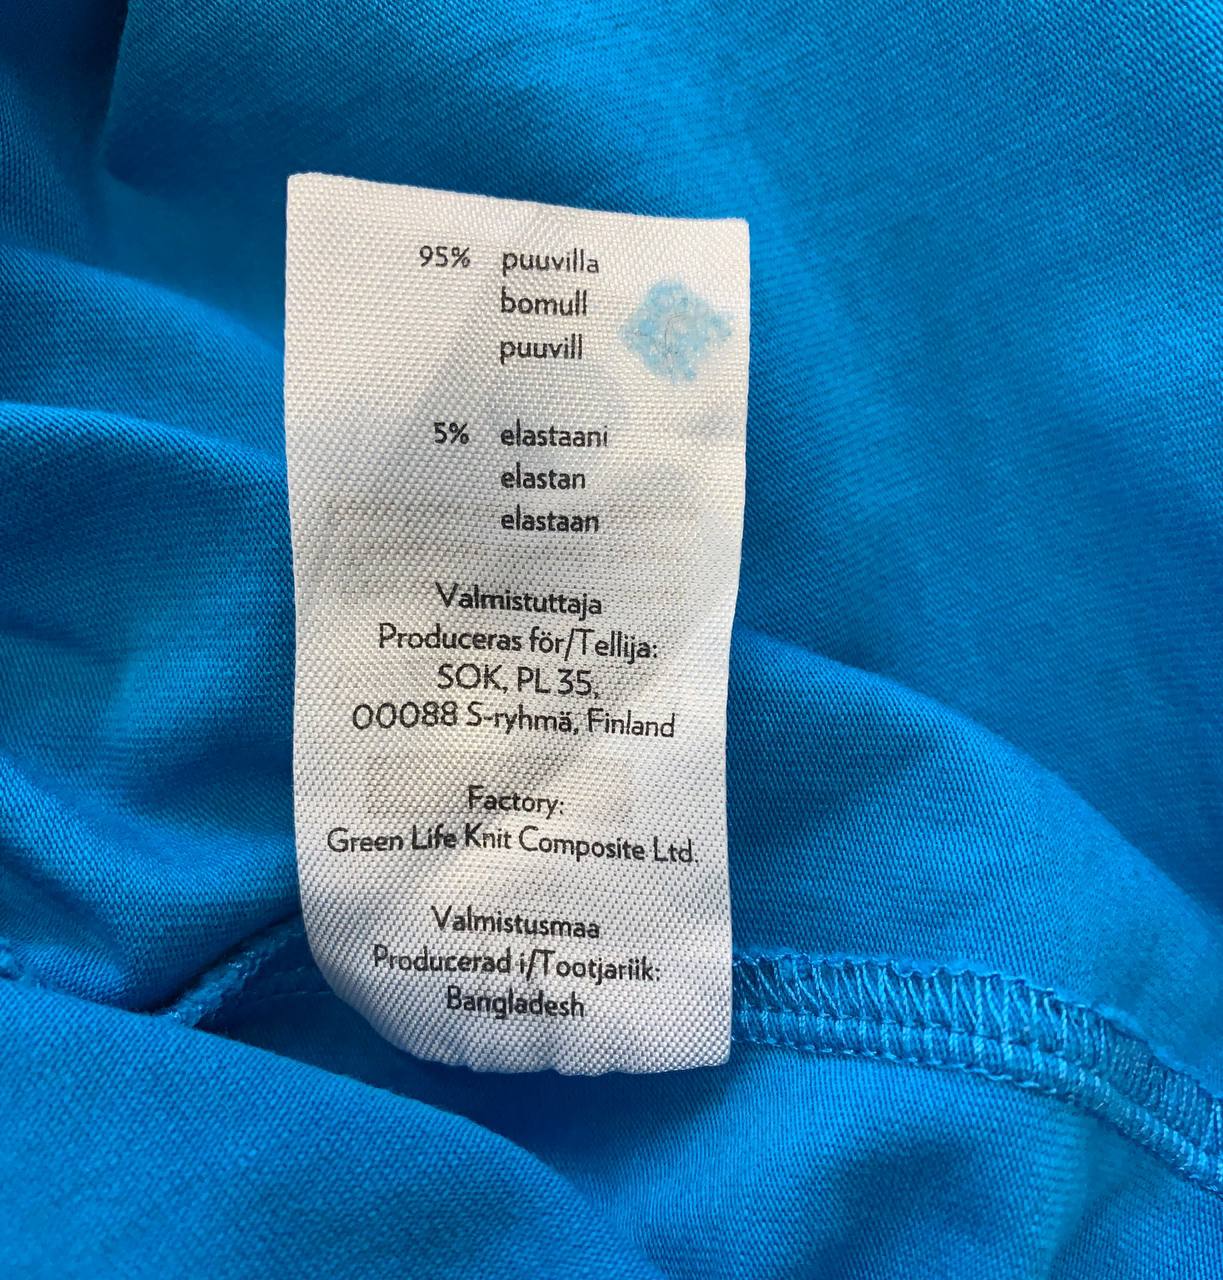 95% puuvilla
bomull
puuvill
5% elastaani
elastan
elastaan
Valmistuttaja
Produceras för/Tellija:
SOK, PL 35,
00088 S-ryhmä, Finland
Factory:
Green Life Knit Composite Ltd.
Valmistusmaa
Producerad i/Tootjariik:
Bangladesh